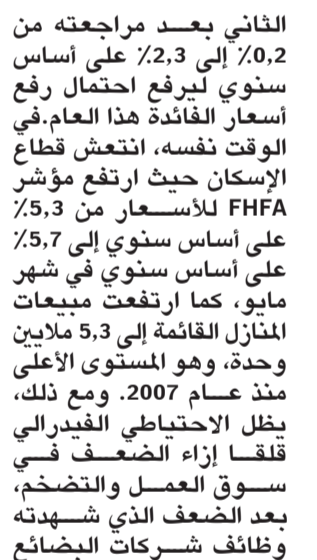 الثاني بعد مراجعته من
0,2٪ إلى 2,3٪ على أساس
سنوي ليرفع احتمال رفع
أسعار الفائدة هذا العام.في
الوقت نفسه، انتعش قطاع
الإسكان حيث ارتفع مؤشر
FHFA للأسعار من 5,3٪
على أساس سنوي إلى 5,7٪
على أساس سنوي في شهر
مايو، كما ارتفعت مبيعات
المنازل القائمة إلى 5,3 ملايين
وحدة، وهو المستوى الأعلى
منذ عام 2007. ومع ذلك،
يظل الاحتياطي الفيدرالي
قلقا إزاء الضعف في
سوق العمل والتضخم،
بعد الضعف الذي شهدته
وظائف شركات البضائع